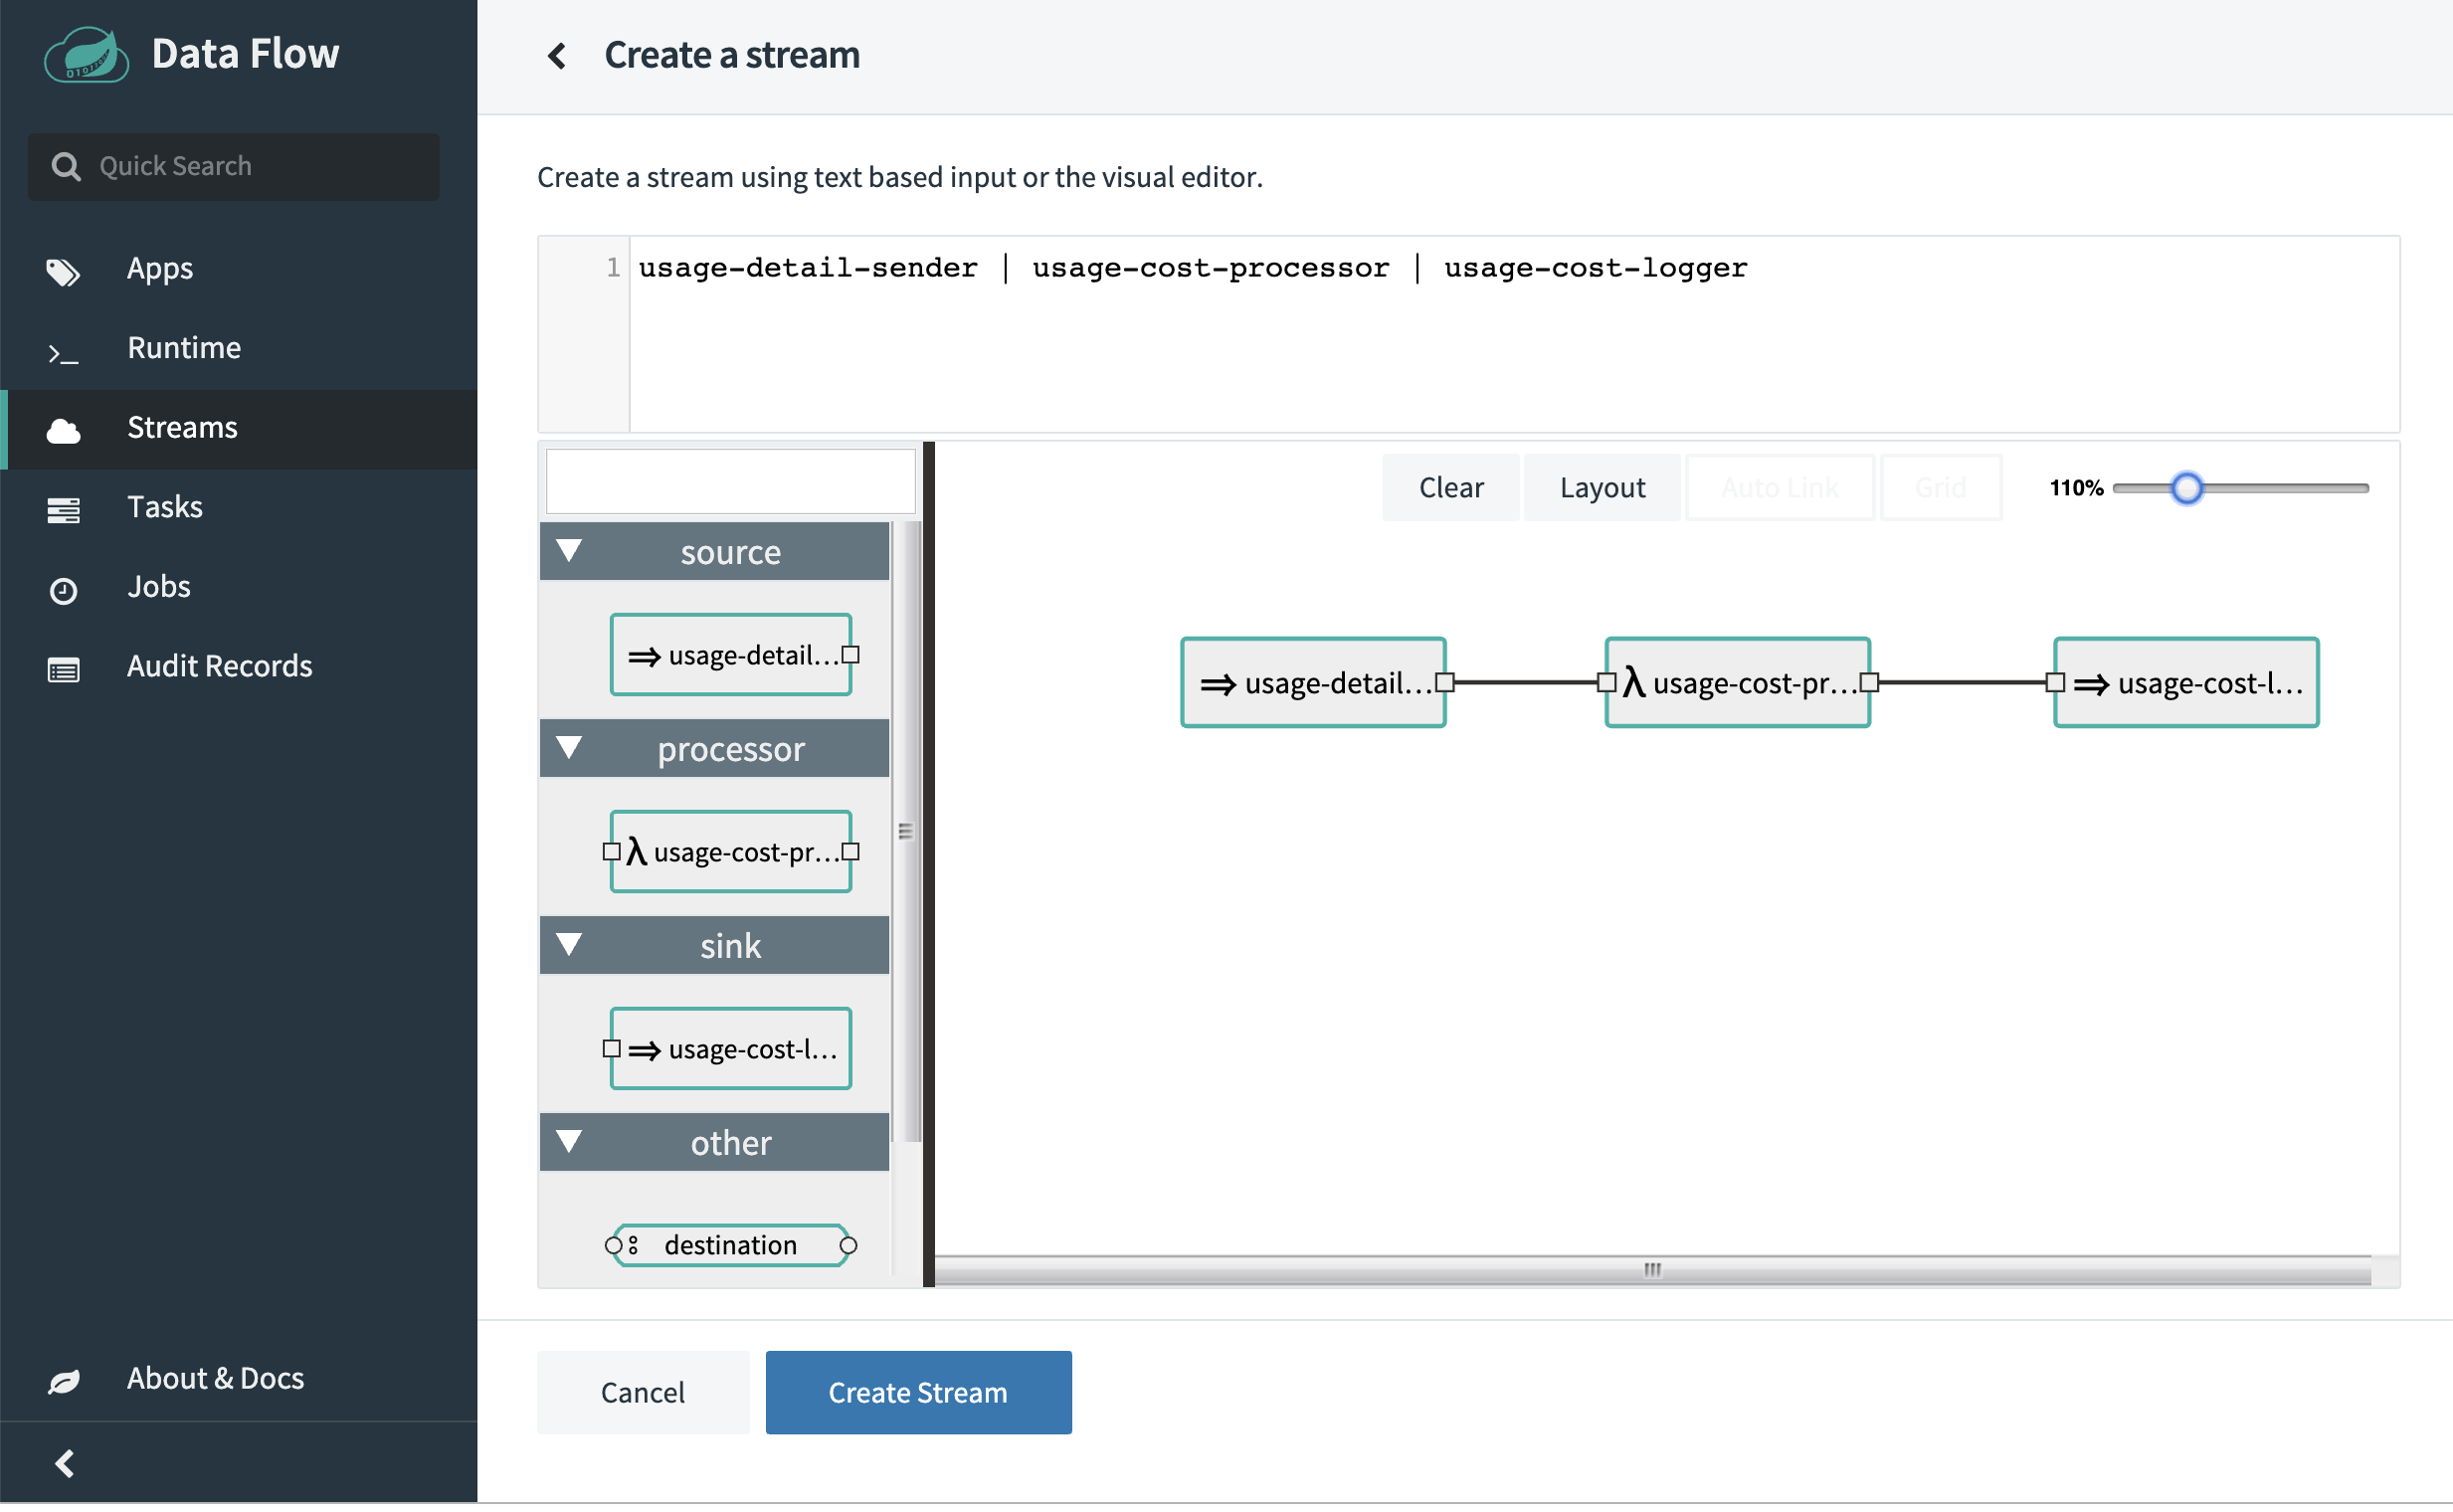 Data Flow
Quick Search
Apps
Runtime
Streams
Tasks
Jobs
Audit Records
About & Docs
Create a stream
Create a stream using text based input or the visual editor.
1 usage-detail-sender | usage-cost-processor | usage-cost-logger
Clear Layout Auto Link Grid 110%
source
usage-detail...
processor
λ usage-cost-pr...
sink
usage-cost-l...
other
destination
usage-detail... λ usage-cost-pr... usage-cost-l...
Cancel Create Stream